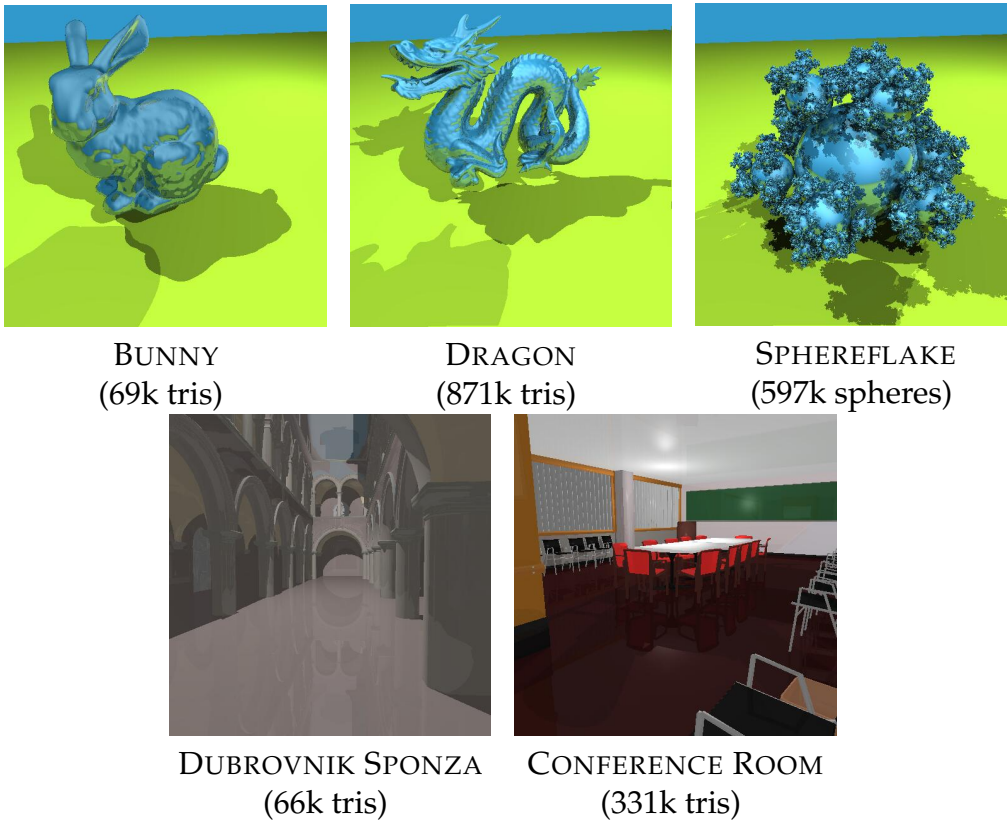 BUNNY
(69k tris)
DRAGON
(871k tris)
SPHEREFLAKE
(597k spheres)
DUBROVNIK SPONZA
(66k tris)
CONFERENCE ROOM
(331k tris)